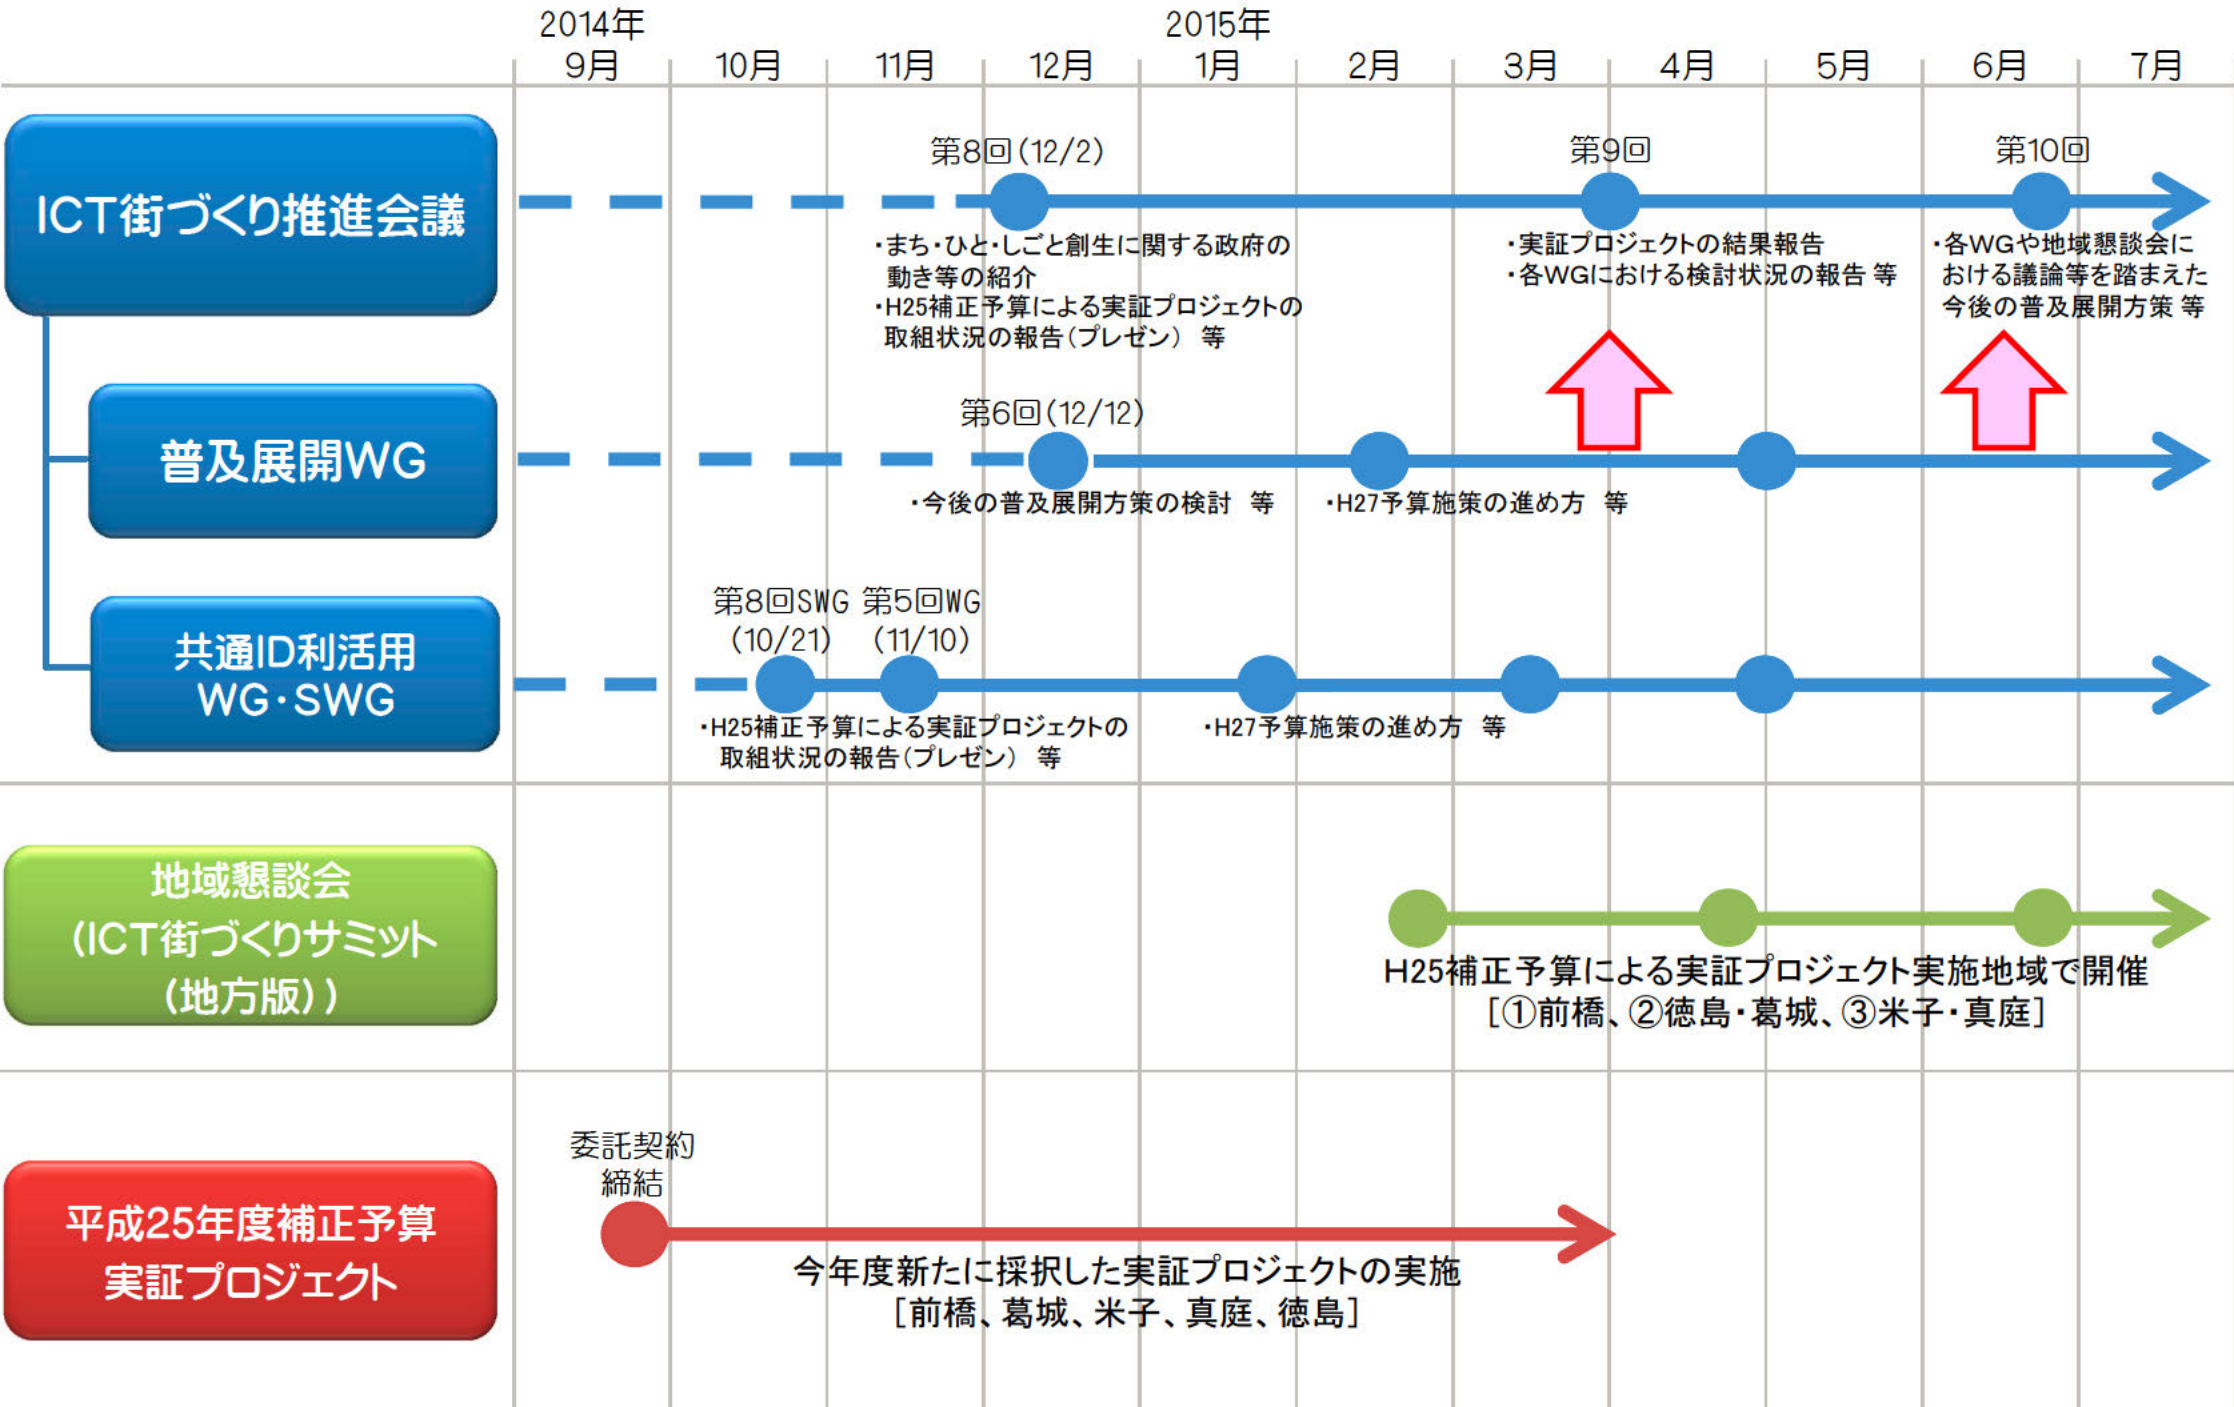 2014年
2015年
9月
10月
11月
12月
1月
2月
3月
4月
5月
6月
7月
ICT街づくり推進会議
第8回(12/2)
・まち・ひと・しごと創生に関する政府の
動き等の紹介
・H25補正予算による実証プロジェクトの
取組状況の報告(プレゼン) 等
第9回
・実証プロジェクトの結果報告
・各WGにおける検討状況の報告 等
第10回
・各WGや地域懇談会に
おける議論等を踏まえた
今後の普及展開方策 等
普及展開WG
第6回(12/12)
・今後の普及展開方策の検討 等
・H27予算施策の進め方 等
共通ID利活用
WG・SWG
第8回SWG
(10/21)
第5回WG
(11/10)
・H25補正予算による実証プロジェクトの
取組状況の報告(プレゼン) 等
・H27予算施策の進め方 等
地域懇談会
(ICT街づくりサミット
(地方版))
H25補正予算による実証プロジェクト実施地域で開催
[①前橋、②徳島・葛城、③米子・真庭]
平成25年度補正予算
実証プロジェクト
委託契約
締結
今年度新たに採択した実証プロジェクトの実施
[前橋、葛城、米子、真庭、徳島]